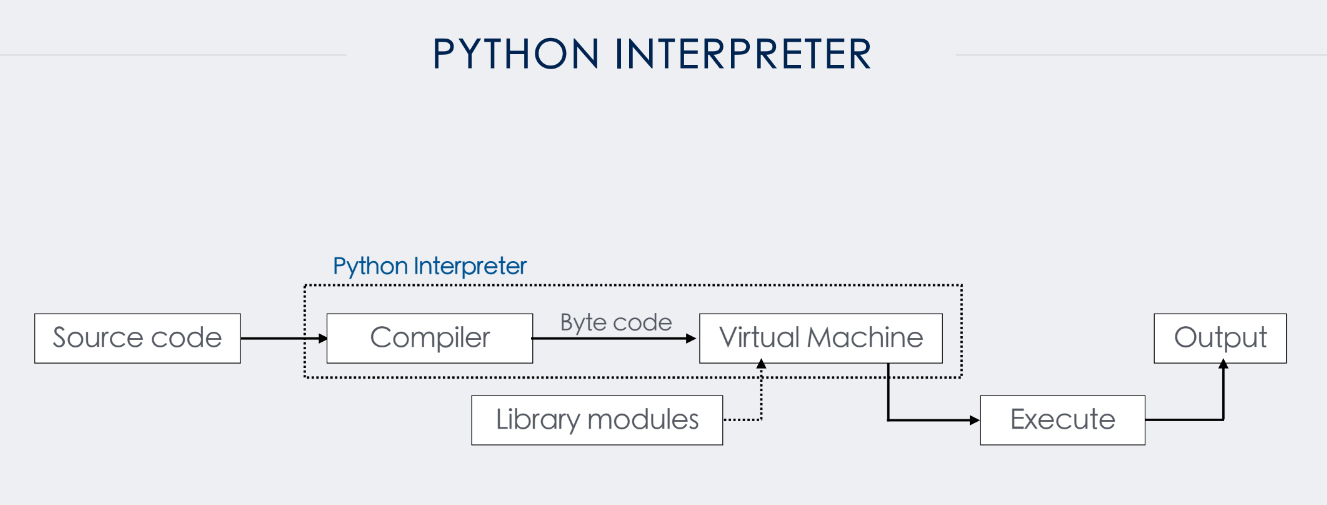 PYTHON INTERPRETER
Python Interpreter
Source code
Compiler
Byte code
Virtual Machine
Output
Library modules
Execute